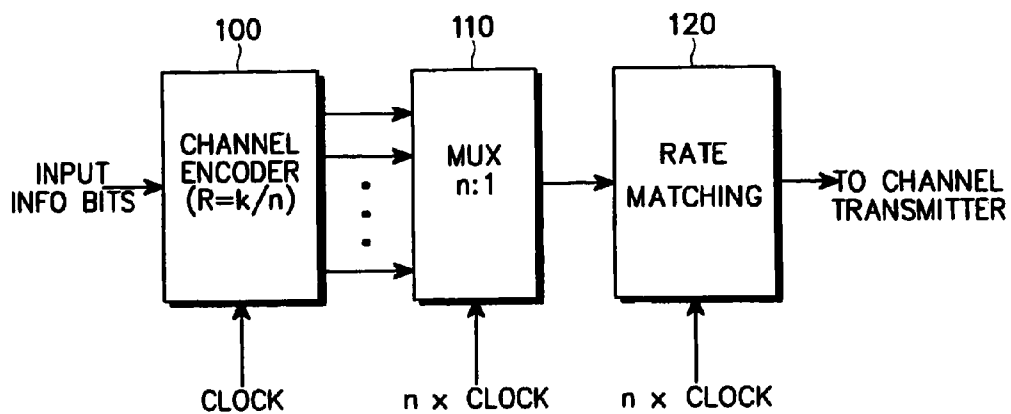 100
110
120
CHANNEL
ENCODER
(R=k/n)
MUX
n:1
RATE
MATCHING
INPUT
INFO BITS
TO CHANNEL
TRANSMITTER
CLOCK
n x CLOCK
n x CLOCK